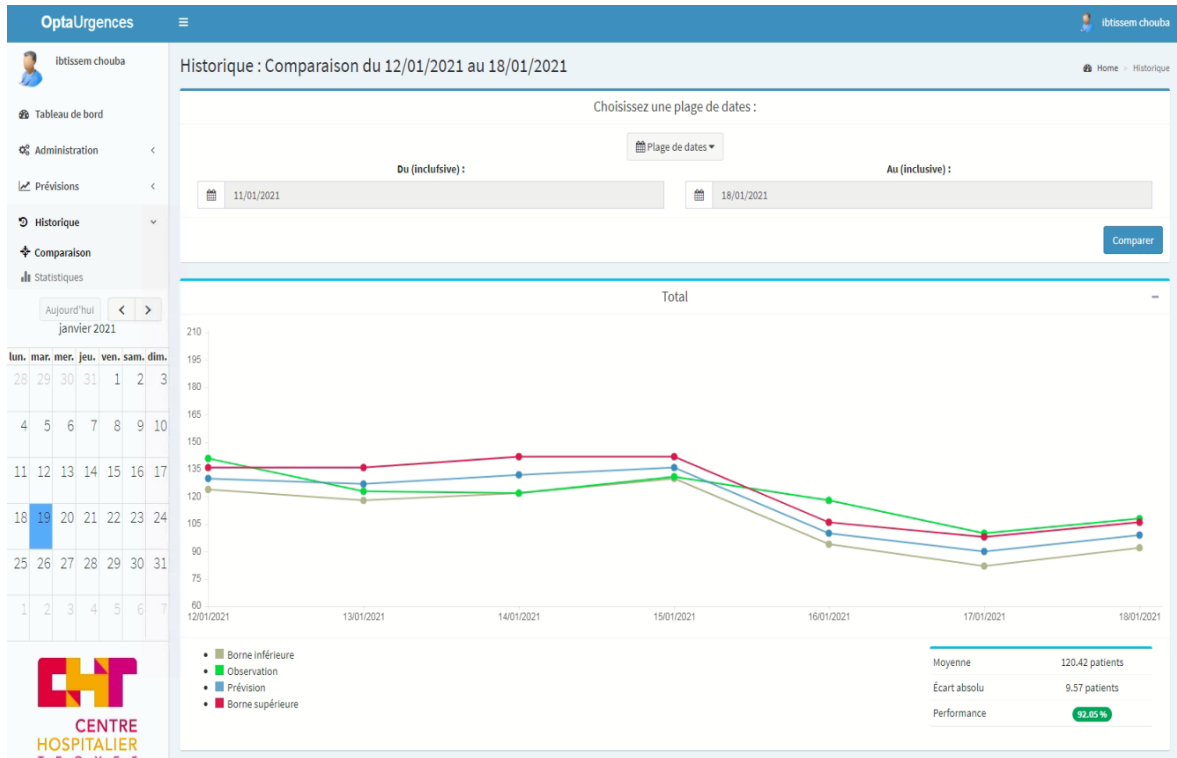 OptaUrgences
ibtissem chouba
ibtissem chouba
Tableau de bord
Administration
Prévisions
Historique
Comparaison
Statistiques
Aujourd'hui
janvier 2021
lun. mar. mer. jeu. ven. sam. dim.
28 29 30 31 1 2 3
4 5 6 7 8 9 10
11 12 13 14 15 16 17
18 19 20 21 22 23 24
25 26 27 28 29 30 31
1 2 3 4 5 6 7
CHT
CENTRE
HOSPITALIER
Historique : Comparaison du 12/01/2021 au 18/01/2021
Home > Historique
Choisissez une plage de dates :
Plage de dates
Du (inclufsive) :
Au (inclusive) :
11/01/2021
18/01/2021
Comparer
Total
210
195
180
165
150
135
120
105
90
75
60
12/01/2021 13/01/2021 14/01/2021 15/01/2021 16/01/2021 17/01/2021 18/01/2021
Borne inférieure
Observation
Prévision
Borne supérieure
Moyenne 120.42 patients
Écart absolu 9.57 patients
Performance 92.05 %